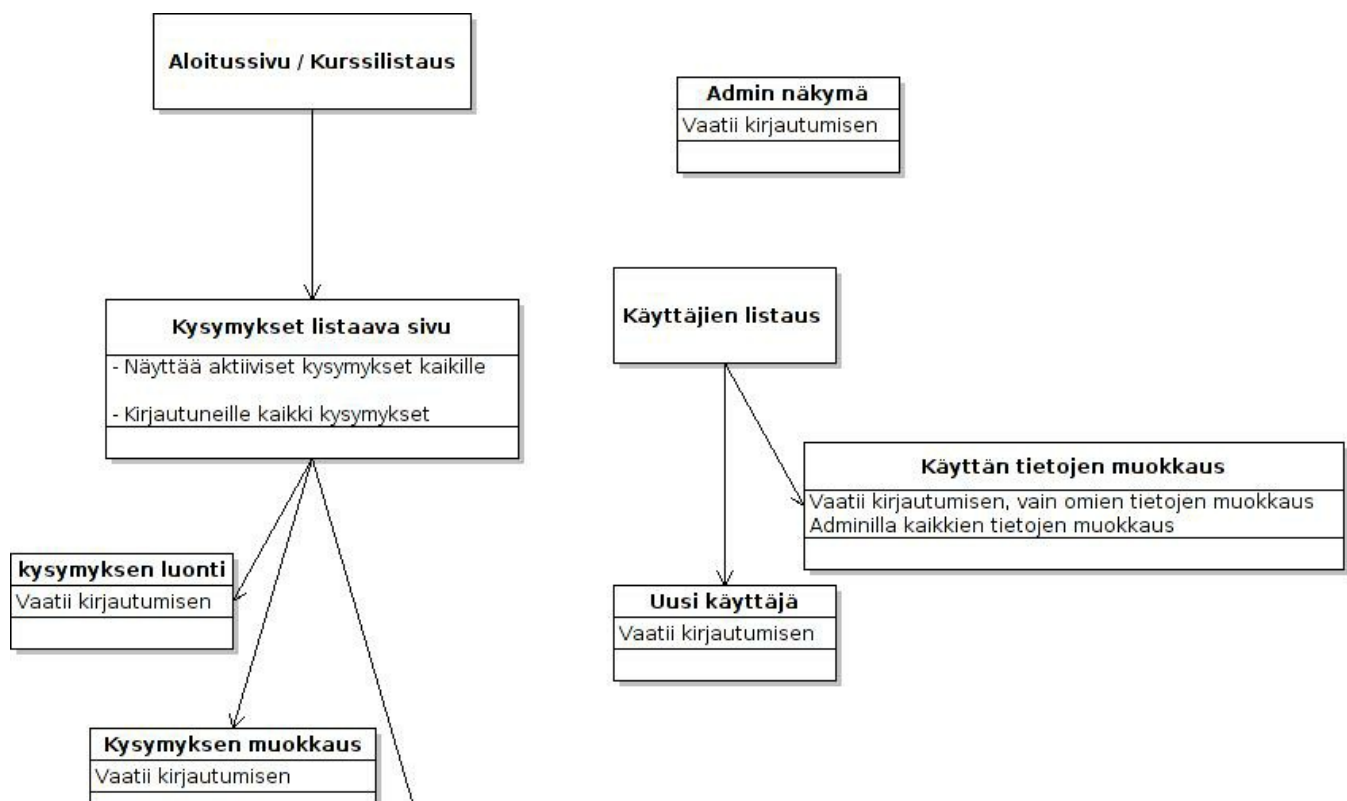 Aloitussivu / Kurssilistaus
Admin näkymä
Vaatii kirjautumisen
Kysymykset listaava sivu
- Näyttää aktiiviset kysymykset kaikille
- Kirjautuneille kaikki kysymykset
Käyttäjien listaus
Käyttän tietojen muokkaus
Vaatii kirjautumisen, vain omien tietojen muokkaus
Adminilla kaikkien tietojen muokkaus
kysymyksen luonti
Vaatii kirjautumisen
Uusi käyttäjä
Vaatii kirjautumisen
Kysymyksen muokkaus
Vaatii kirjautumisen